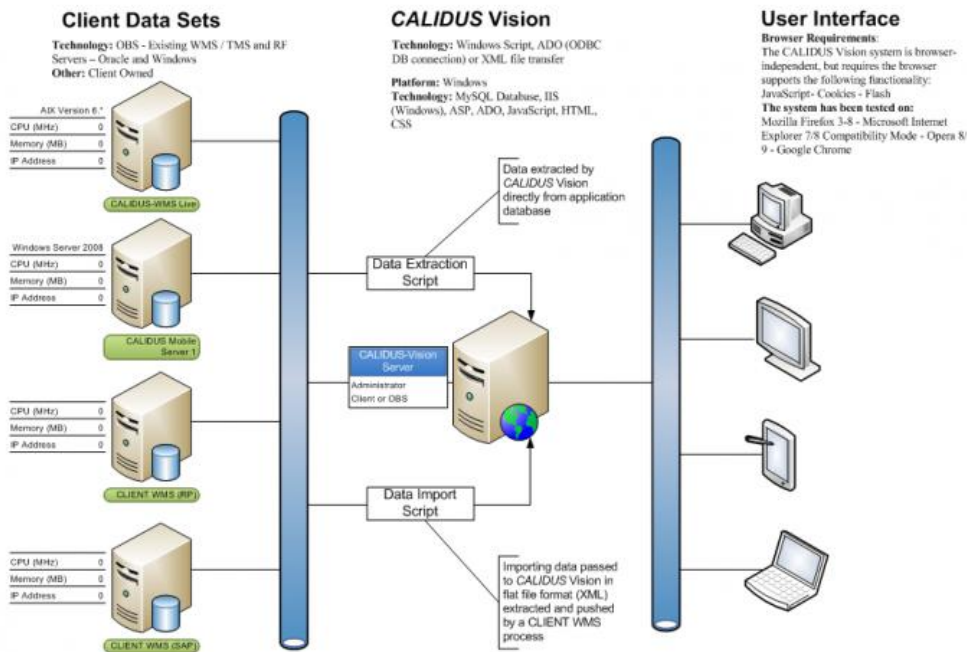 Client Data Sets
Technology: OBS - Existing WMS / TMS and RF
Servers – Oracle and Windows
Other: Client Owned
AIX Version 6.*
CPU (MHz) 0
Memory (MB) 0
IP Address 0
CALIDUS-WMS Live
Windows Server 2008
CPU (MHz) 0
Memory (MB) 0
IP Address 0
CALIDUS Mobile
Server 1
CPU (MHz) 0
Memory (MB) 0
IP Address 0
CLIENT WMS (RP)
CPU (MHz) 0
Memory (MB) 0
IP Address 0
CLIENT WMS (SAP)
CALIDUS Vision
Technology: Windows Script, ADO (ODBC
DB connection) or XML file transfer
Platform: Windows
Technology: MySQL Database, IIS
(Windows), ASP, ADO, JavaScript, HTML,
CSS
Data extracted by
CALIDUS Vision
directly from application
database
Data Extraction
Script
CALIDUS-Vision
Server
Administrator
Client or OBS
Data Import
Script
Importing data passed
to CALIDUS Vision in
flat file format (XML)
extracted and pushed
by a CLIENT WMS
process
User Interface
Browser Requirements:
The CALIDUS Vision system is browser-
independent, but requires the browser
supports the following functionality:
JavaScript- Cookies - Flash
The system has been tested on:
Mozilla Firefox 3-8 - Microsoft Internet
Explorer 7/8 Compatibility Mode - Opera 8/
9 - Google Chrome